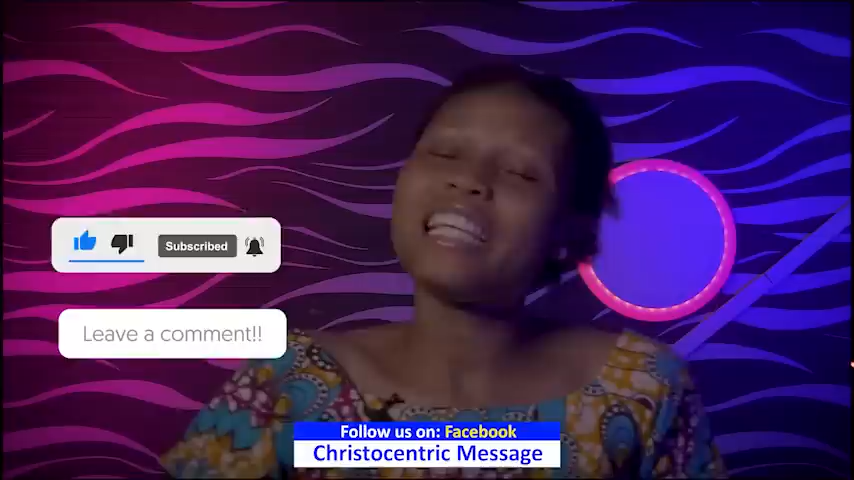 Subscribed
Leave a comment!!
Follow us on: Facebook
Christocentric Message